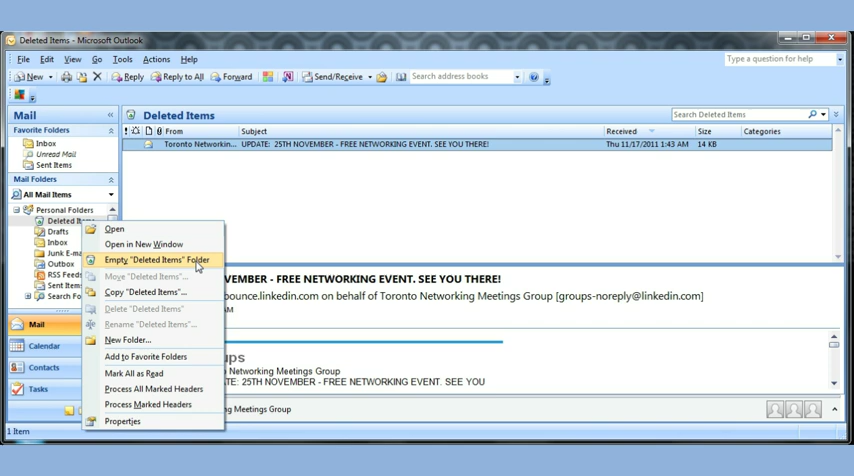 Deleted Items - Microsoft Outlook
File Edit View Go Tools Actions Help
Type a question for help
New Reply Reply to All Forward Send/Receive Search address books
Mail
Deleted Items
Search Deleted Items
Favorite Folders
From Subject Received Size Categories
Inbox
Toronto Networkin... UPDATE: 25TH NOVEMBER - FREE NETWORKING EVENT. SEE YOU THERE! Thu 11/17/2011 1:43 AM 14 KB
Unread Mail
Sent Items
Mail Folders
All Mail Items
Personal Folders
Deleted Items
Drafts
Inbox
Junk E-ma
Outbox
RSS Feeds
Sent Items
Search Fo
Open
Open in New Window
Empty "Deleted Items" Folder
Move "Deleted Items"...
Copy "Deleted Items"...
Delete "Deleted Items"
Rename "Deleted Items"...
New Folder...
Add to Favorite Folders
Mark All as Read
Process All Marked Headers
Process Marked Headers
Properties
VEMBER - FREE NETWORKING EVENT. SEE YOU THERE!
bounce.linkedin.com on behalf of Toronto Networking Meetings Group [groups-noreply@linkedin.com]
AM
ups
o Networking Meetings Group
TE: 25TH NOVEMBER - FREE NETWORKING EVENT. SEE YOU
ng Meetings Group
Mail
Calendar
Contacts
Tasks
1 Item